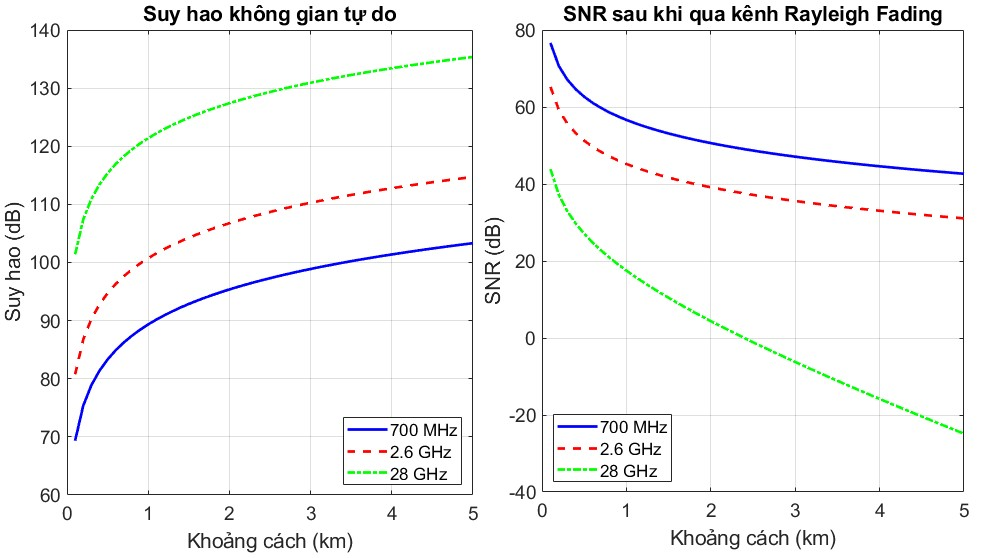 Suy hao không gian tự do
140
130
120
110
100
90
80
70
60
Suy hao (dB)
0
1
2
3
4
5
Khoảng cách (km)
700 MHz
2.6 GHz
28 GHz
SNR sau khi qua kênh Rayleigh Fading
80
60
40
20
0
-20
-40
SNR (dB)
0
1
2
3
4
5
Khoảng cách (km)
700 MHz
2.6 GHz
28 GHz